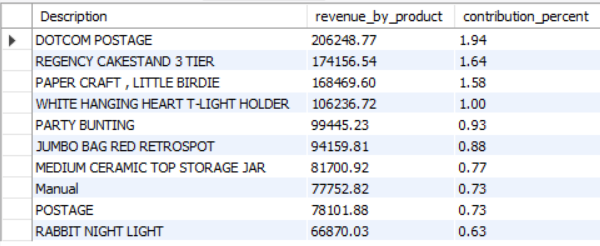 Description revenue_by_product contribution_percent
DOTCOM POSTAGE 206248.77 1.94
REGENCY CAKESTAND 3 TIER 174156.54 1.64
PAPER CRAFT , LITTLE BIRDIE 168469.60 1.58
WHITE HANGING HEART T-LIGHT HOLDER 106236.72 1.00
PARTY BUNTING 99445.23 0.93
JUMBO BAG RED RETROSPOT 94159.81 0.88
MEDIUM CERAMIC TOP STORAGE JAR 81700.92 0.77
Manual 77752.82 0.73
POSTAGE 78101.88 0.73
RABBIT NIGHT LIGHT 66870.03 0.63